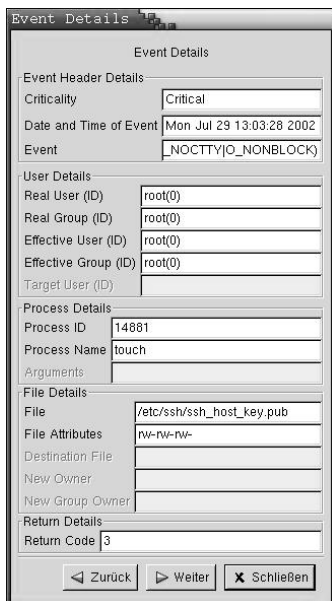 Event Details
Event Details
Event Header Details
Criticality Critical
Date and Time of Event Mon Jul 29 13:03:28 2002
Event _NOCTTY|O_NONBLOCK)
User Details
Real User (ID) root(0)
Real Group (ID) root(0)
Effective User (ID) root(0)
Effective Group (ID) root(0)
Target User (ID)
Process Details
Process ID 14881
Process Name touch
Arguments
File Details
File /etc/ssh/ssh_host_key.pub
File Attributes rw-rw-rw-
Destination File
New Owner
New Group Owner
Return Details
Return Code 3
Zurück Weiter Schließen